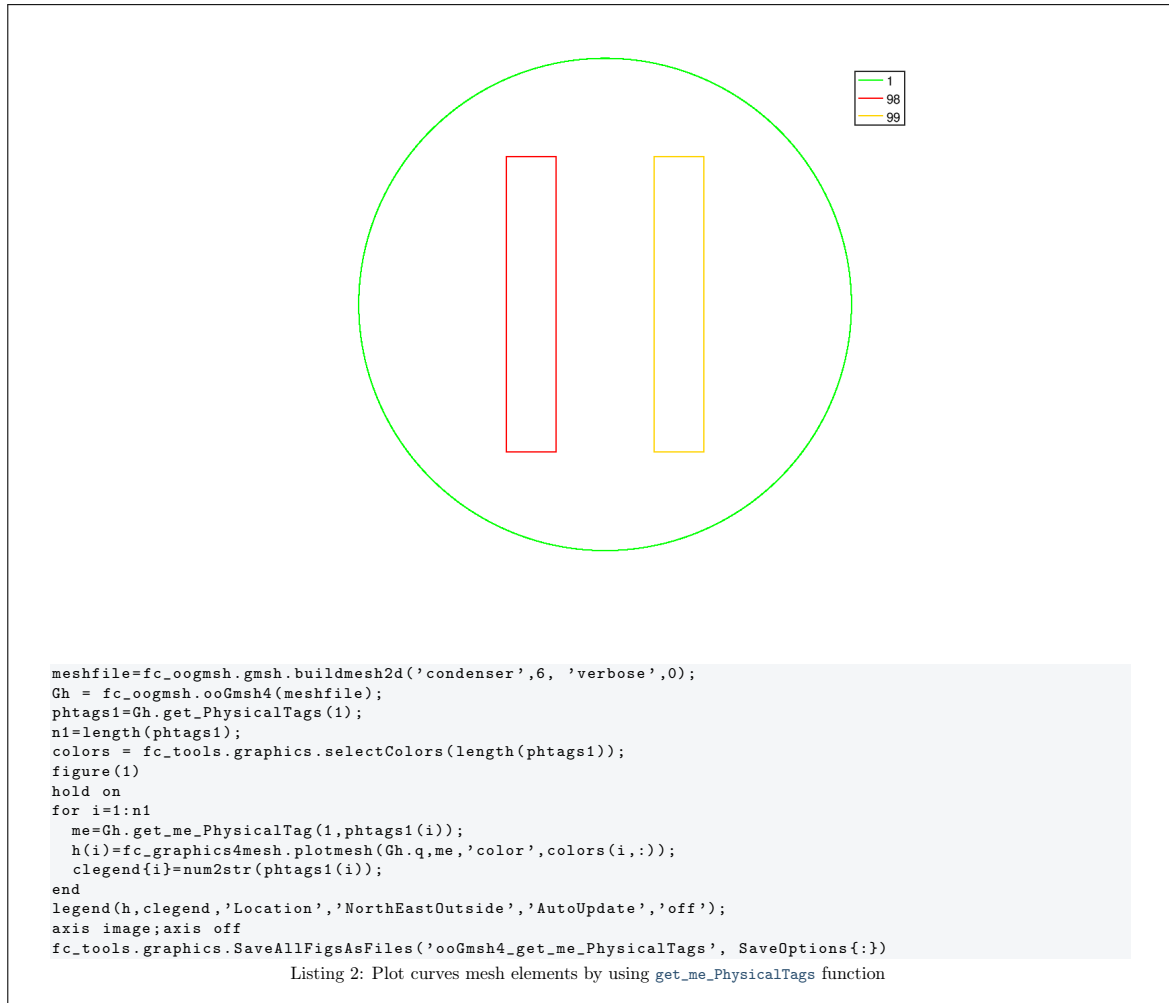 1
98
99
meshfile=fc_oogmsh.gmsh.buildmesh2d('condenser',6, 'verbose',0);
Gh = fc_oogmsh.ooGmsh4(meshfile);
phtags1=Gh.get_PhysicalTags(1);
n1=length(phtags1);
colors = fc_tools.graphics.selectColors(length(phtags1));
figure(1)
hold on
for i=1:n1
  me=Gh.get_me_PhysicalTag(1,phtags1(i));
  h(i)=fc_graphics4mesh.plotmesh(Gh.q,me,'color',colors(i,:));
  clegend{i}=num2str(phtags1(i));
end
legend(h,clegend,'Location','NorthEastOutside','AutoUpdate','off');
axis image;axis off
fc_tools.graphics.SaveAllFigsAsFiles('ooGmsh4_get_me_PhysicalTags', SaveOptions{:})
Listing 2: Plot curves mesh elements by using get_me_PhysicalTags function